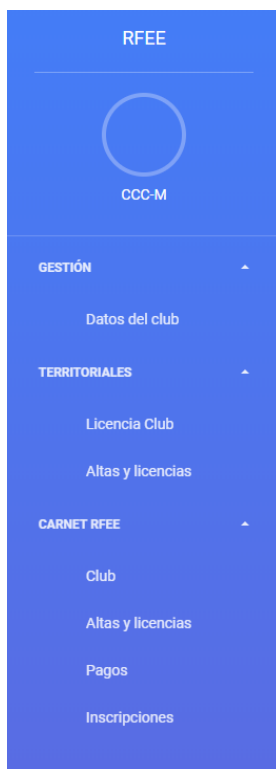 RFEE
CCC-M
GESTIÓN
Datos del club
TERRITORIALES
Licencia Club
Altas y licencias
CARNET RFEE
Club
Altas y licencias
Pagos
Inscripciones